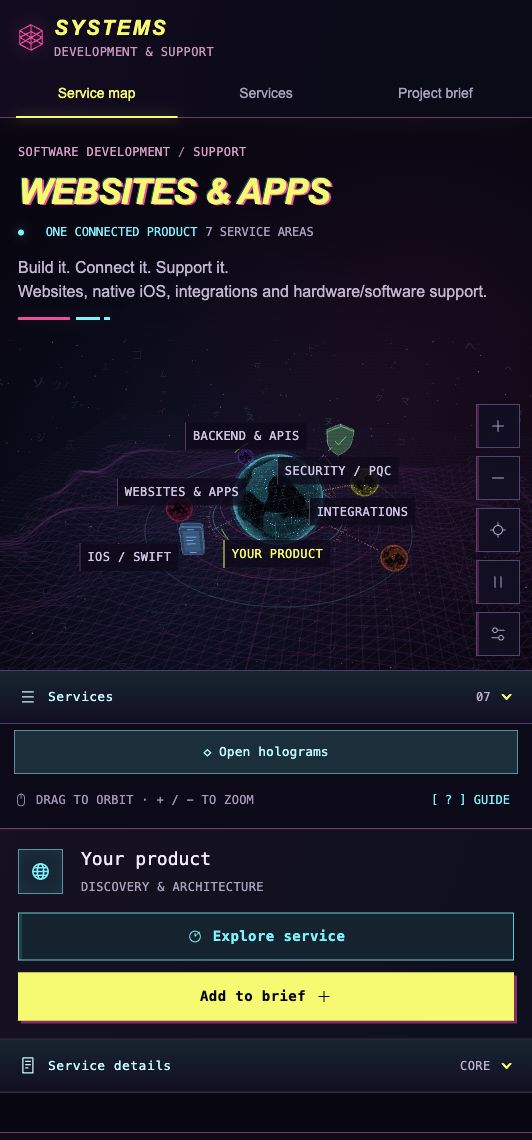 SYSTEMS
DEVELOPMENT & SUPPORT
Service map
Services
Project brief
SOFTWARE DEVELOPMENT / SUPPORT
WEBSITES & APPS
ONE CONNECTED PRODUCT 7 SERVICE AREAS
Build it. Connect it. Support it.
Websites, native iOS, integrations and hardware/software support.
BACKEND & APIS
SECURITY / PQC
WEBSITES & APPS
INTEGRATIONS
IOS / SWIFT
YOUR PRODUCT
Services
07
Open holograms
DRAG TO ORBIT · + / − TO ZOOM
[ ? ] GUIDE
Your product
DISCOVERY & ARCHITECTURE
Explore service
Add to brief +
Service details
CORE